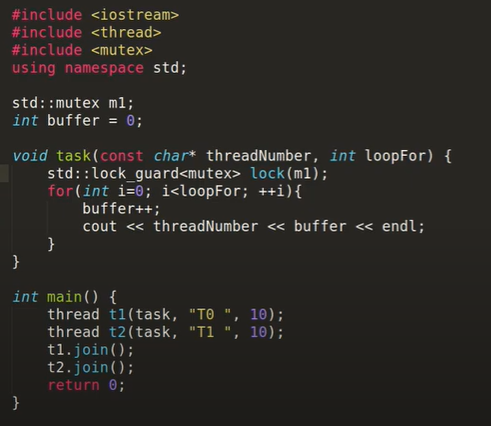 #include <iostream>
#include <thread>
#include <mutex>
using namespace std;

std::mutex m1;
int buffer = 0;

void task(const char* threadNumber, int loopFor) {
    std::lock_guard<mutex> lock(m1);
    for(int i=0; i<loopFor; ++i){
        buffer++;
        cout << threadNumber << buffer << endl;
    }
}

int main() {
    thread t1(task, "T0 ", 10);
    thread t2(task, "T1 ", 10);
    t1.join();
    t2.join();
    return 0;
}